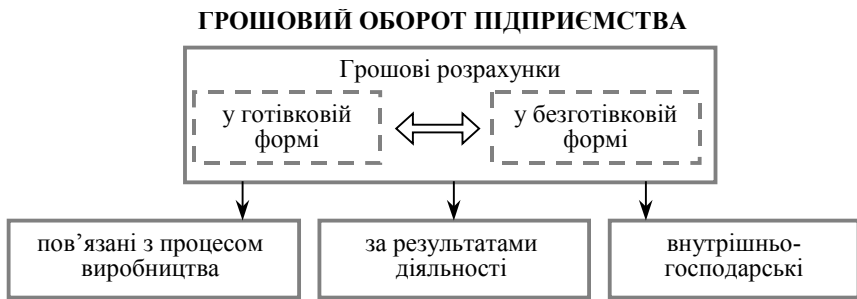 ГРОШОВИЙ ОБОРОТ ПІДПРИЄМСТВА
Грошові розрахунки
у готівковій
формі
у безготівковій
формі
пов’язані з процесом
виробництва
за результатами
діяльності
внутрішньо-
господарські